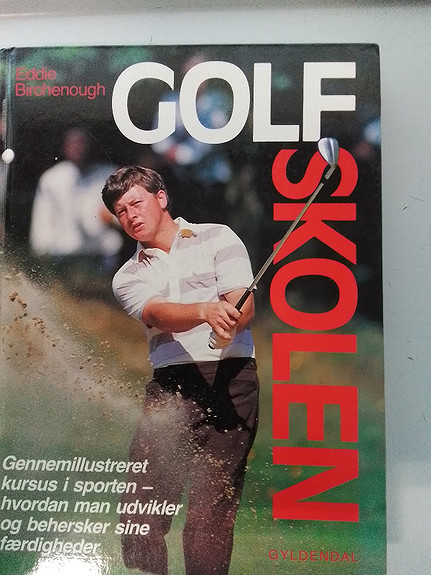 Eddie
Birchenough
GOLF
SKOLEN
Gennemillustreret
kursus i sporten –
hvordan man udvikler
og behersker sine
færdigheder
GYLDENDAL